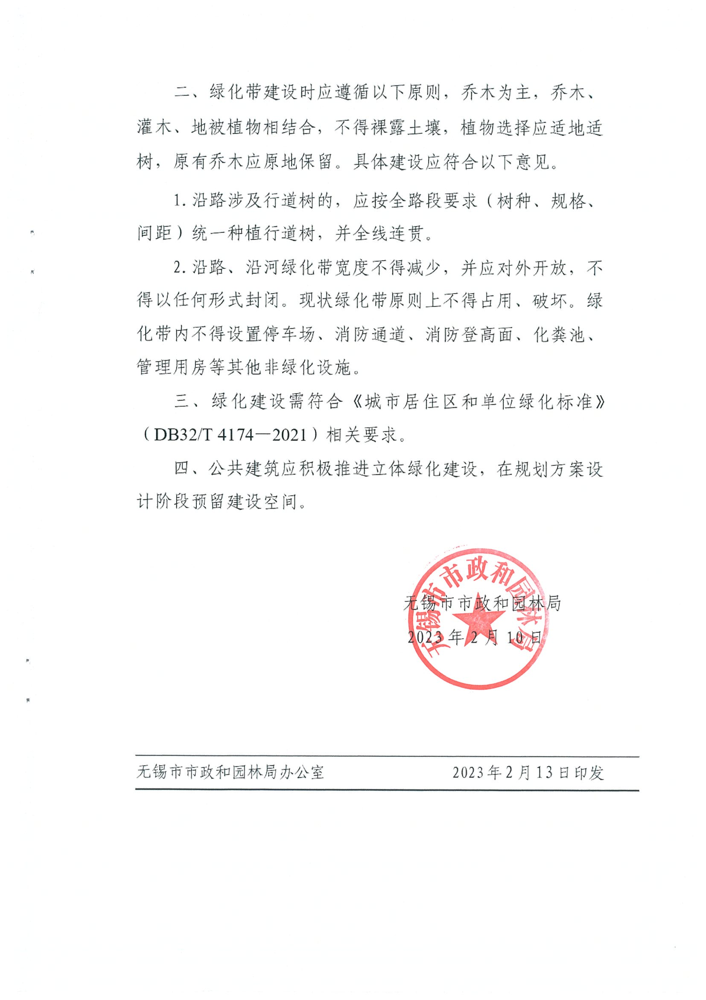 二、绿化带建设时应遵循以下原则，乔木为主，乔木、
灌木、地被植物相结合，不得裸露土壤，植物选择应适地适
树，原有乔木应原地保留。具体建设应符合以下意见。
1. 沿路涉及行道树的，应按全路段要求（树种、规格、
间距）统一种植行道树，并全线连贯。
2. 沿路、沿河绿化带宽度不得减少，并应对外开放，不
得以任何形式封闭。现状绿化带原则上不得占用、破坏。绿
化带内不得设置停车场、消防通道、消防登高面、化粪池、
管理用房等其他非绿化设施。
三、绿化建设需符合《城市居住区和单位绿化标准》
（DB32/T 4174—2021）相关要求。
四、公共建筑应积极推进立体绿化建设，在规划方案设
计阶段预留建设空间。
无锡市市政和园林局
无锡市市政和园林局
2023 年 2 月 10 日
无锡市市政和园林局办公室 2023 年 2 月 13 日印发